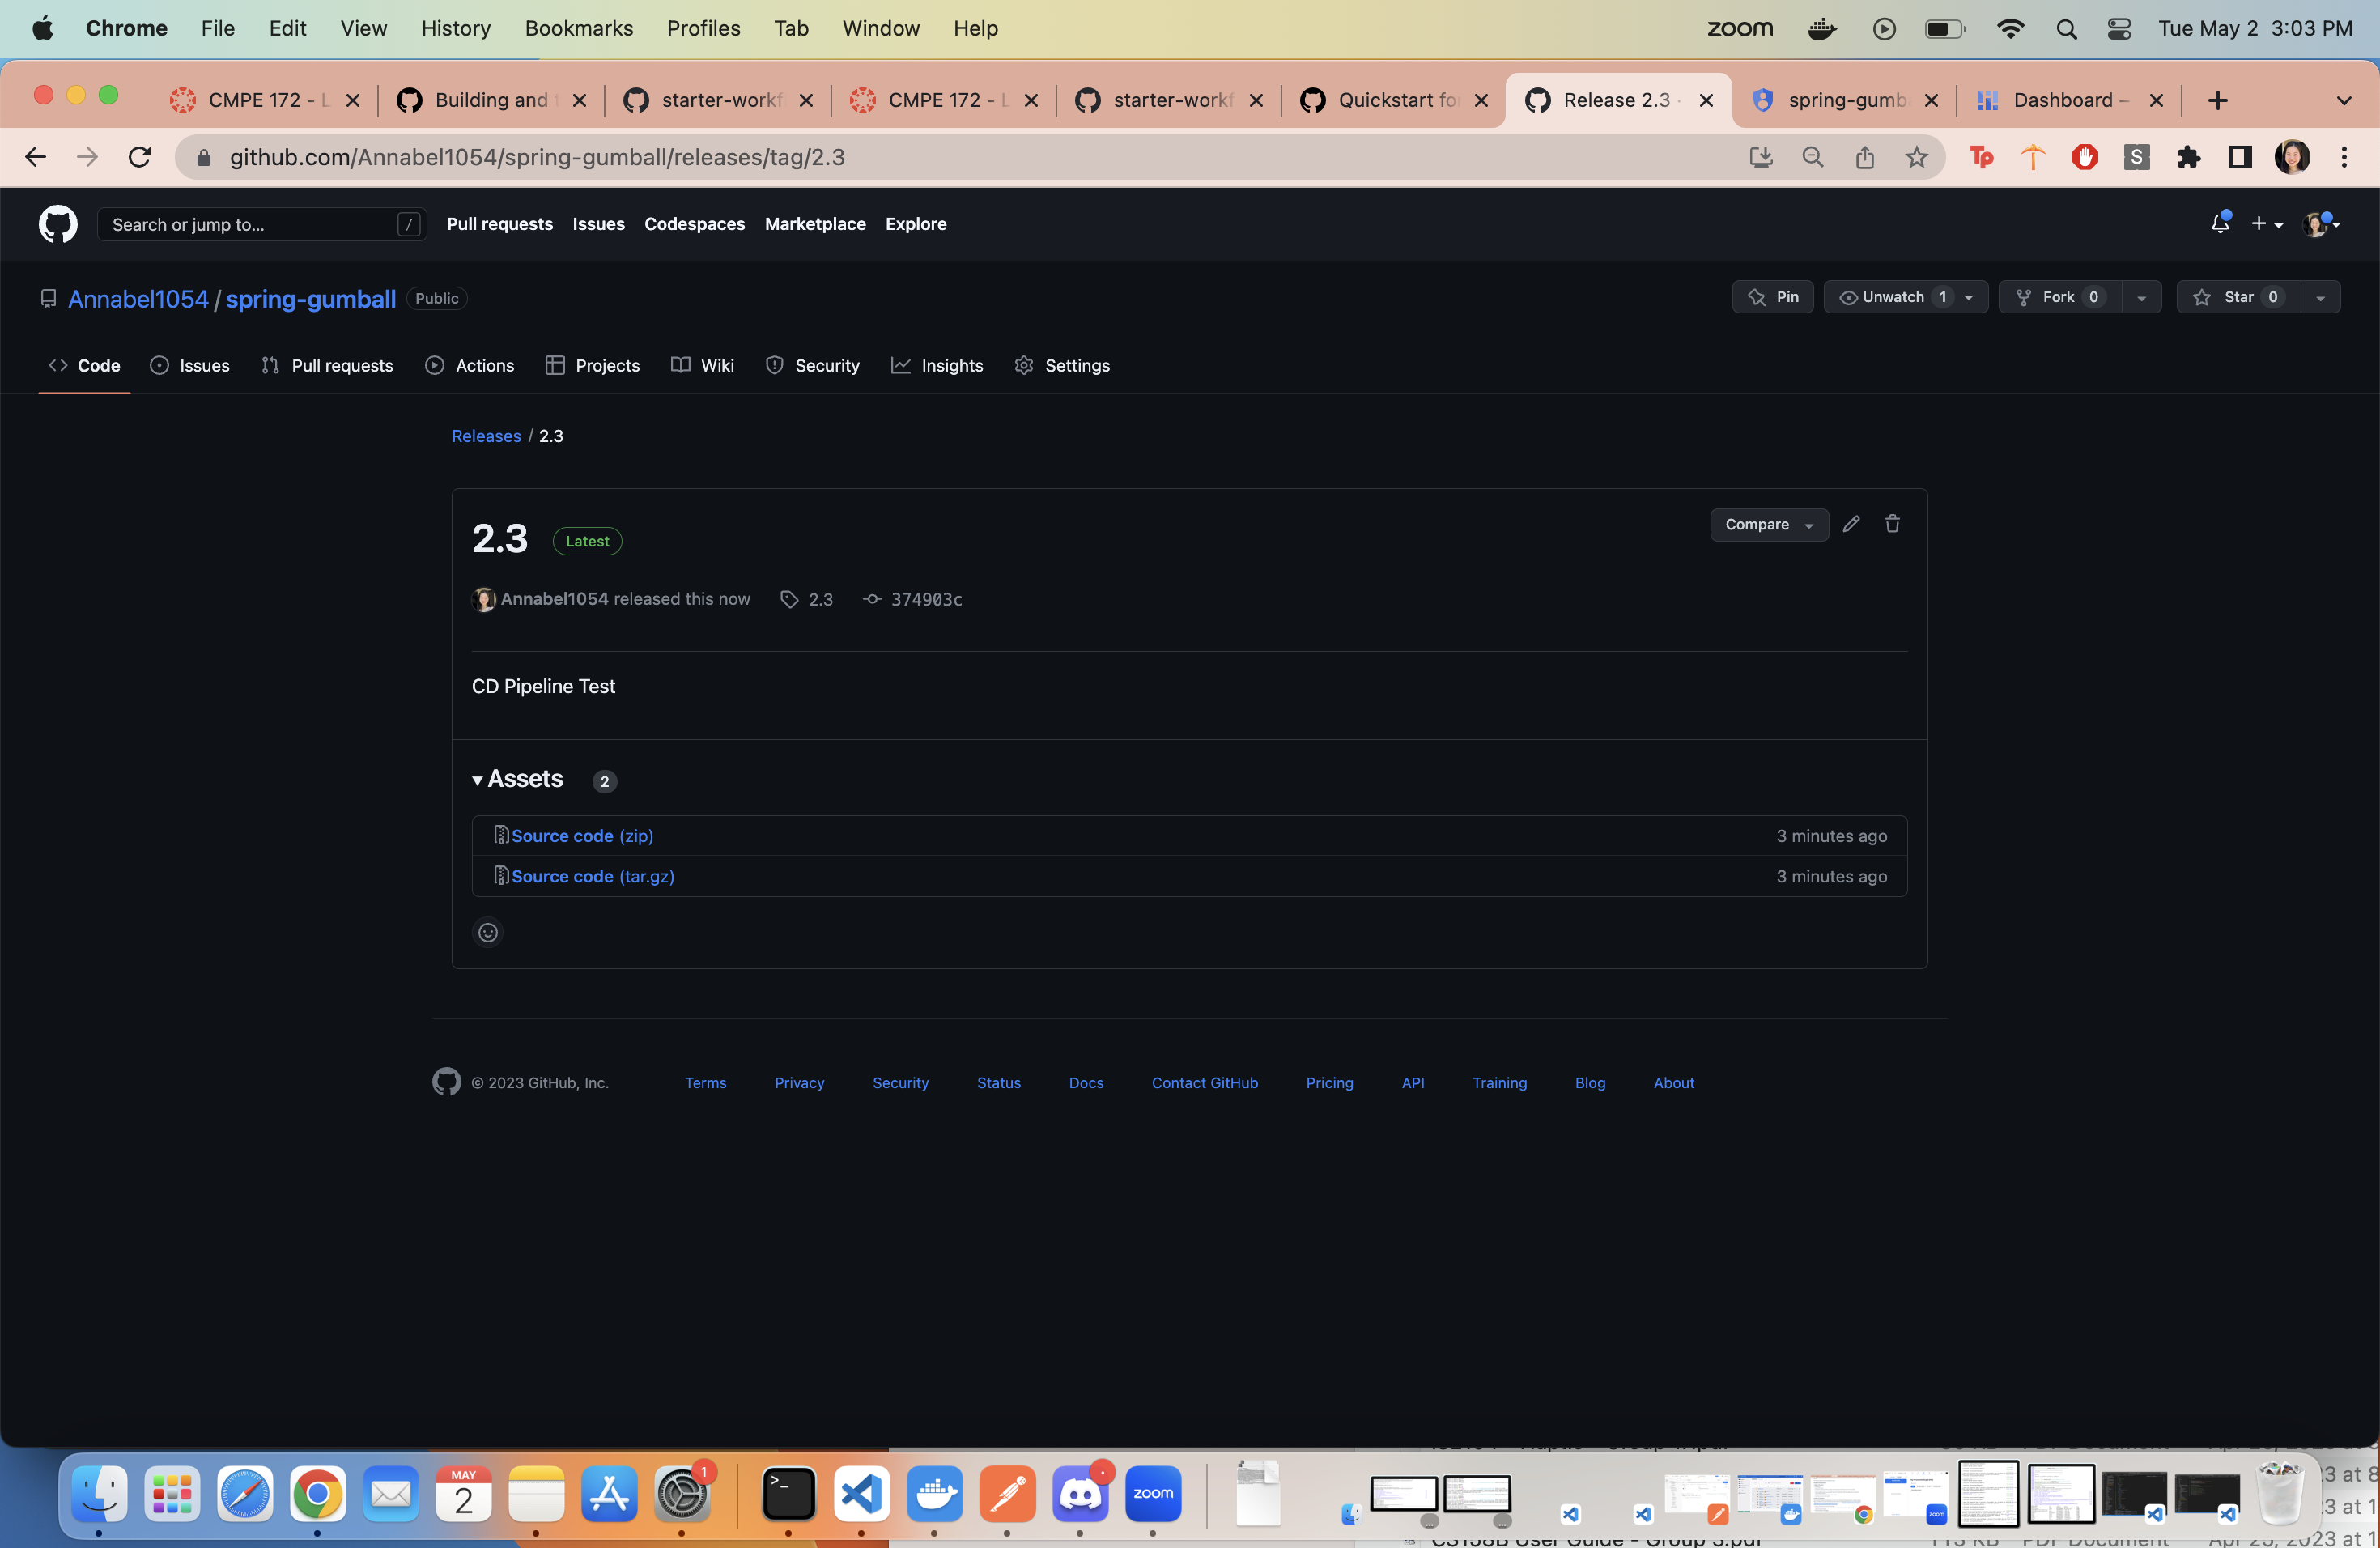 Chrome File Edit View History Bookmarks Profiles Tab Window Help zoom Tue May 2 3:03 PM
CMPE 172 - L Building and starter-workf CMPE 172 - L starter-workf Quickstart fo Release 2.3 · spring-gumb Dashboard –
github.com/Annabel1054/spring-gumball/releases/tag/2.3 Tp S
Search or jump to... / Pull requests Issues Codespaces Marketplace Explore
Annabel1054 / spring-gumball Public Pin Unwatch 1 Fork 0 Star 0
Code Issues Pull requests Actions Projects Wiki Security Insights Settings
Releases / 2.3
2.3 Latest Compare
Annabel1054 released this now 2.3 374903c
CD Pipeline Test
Assets 2
Source code (zip) 3 minutes ago
Source code (tar.gz) 3 minutes ago
© 2023 GitHub, Inc. Terms Privacy Security Status Docs Contact GitHub Pricing API Training Blog About
MAY
2
1
zoom